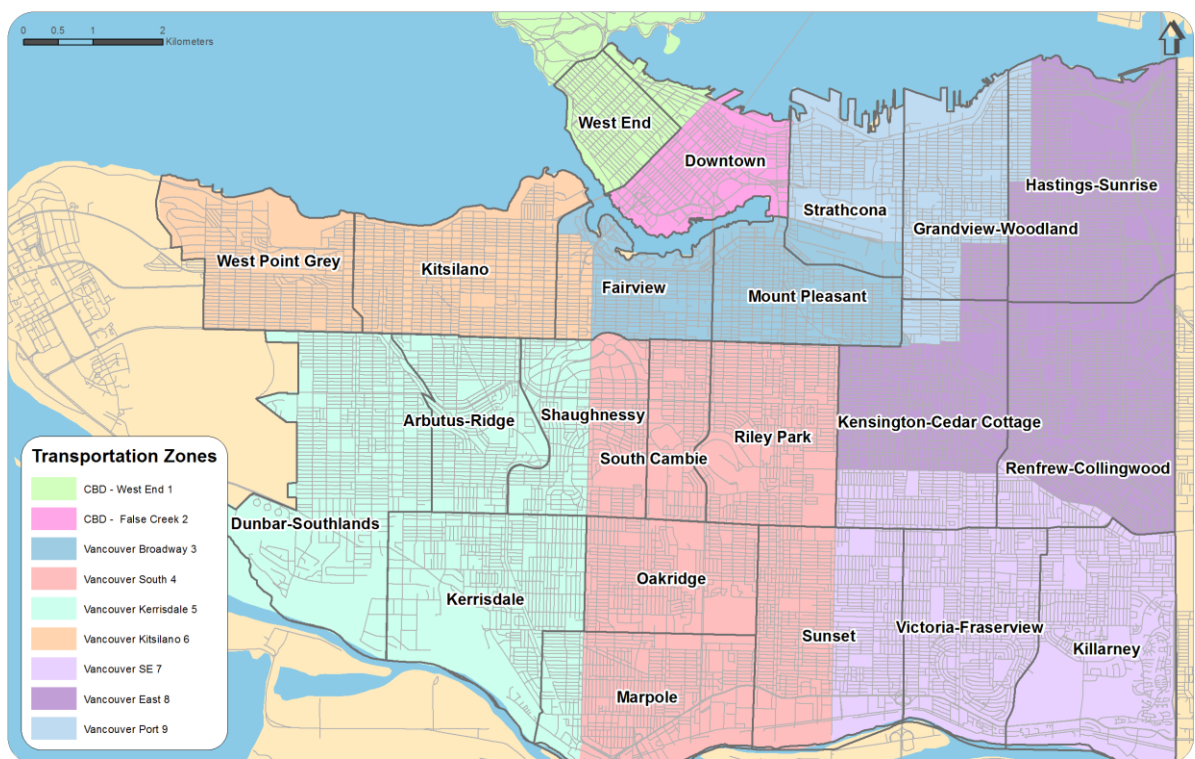 0 0.5 1 2
Kilometers
West End
Downtown
Hastings-Sunrise
Strathcona
Grandview-Woodland
West Point Grey
Kitsilano
Fairview
Mount Pleasant
Arbutus-Ridge
Shaughnessy
Kensington-Cedar Cottage
Riley Park
South Cambie
Renfrew-Collingwood
Dunbar-Southlands
Oakridge
Kerrisdale
Victoria-Fraserview
Sunset
Killarney
Marpole
Transportation Zones
CBD - West End 1
CBD - False Creek 2
Vancouver Broadway 3
Vancouver South 4
Vancouver Kerrisdale 5
Vancouver Kitsilano 6
Vancouver SE 7
Vancouver East 8
Vancouver Port 9